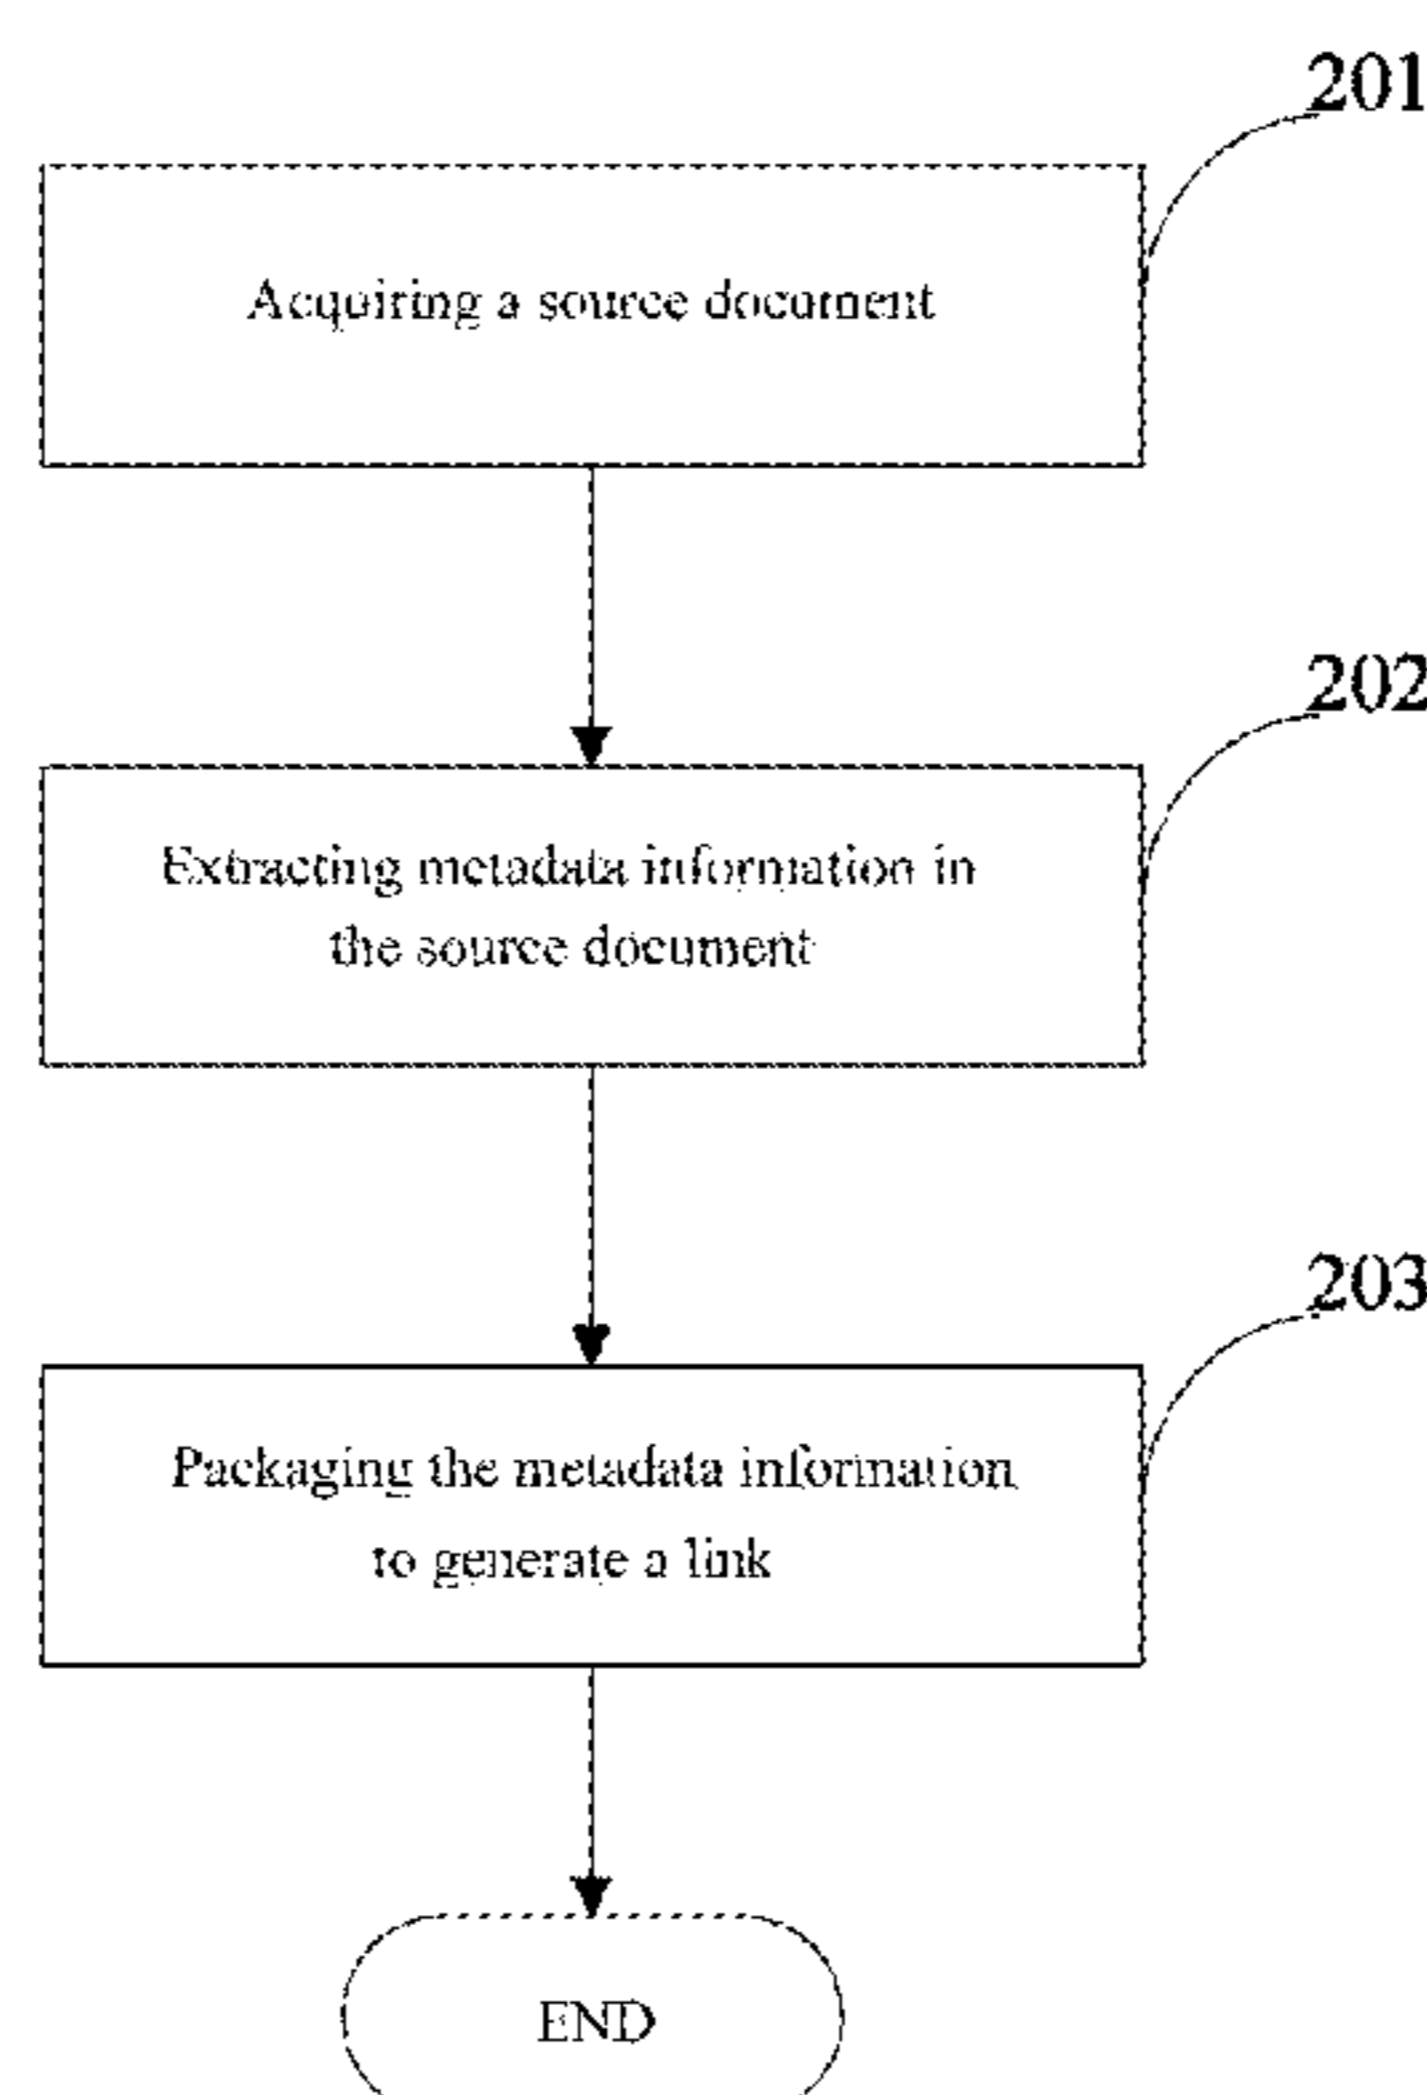 201
Acquiring a source document
202
Extracting metadata information in
the source document
203
Packaging the metadata information
to generate a link
END